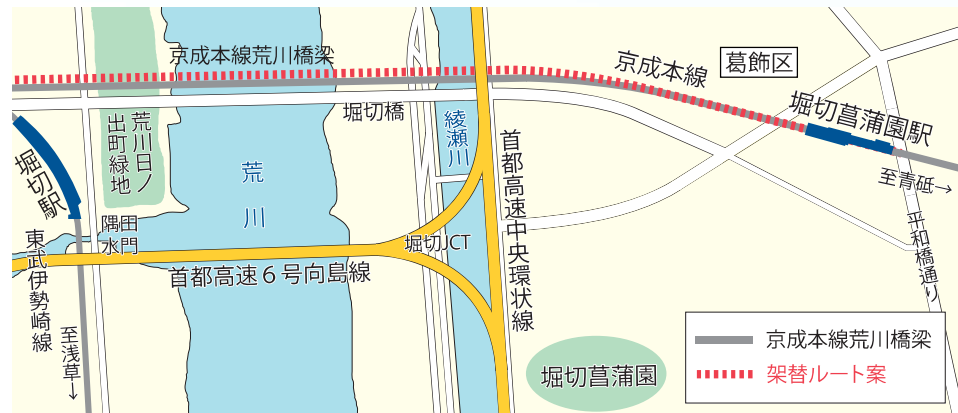 京成本線荒川橋梁
京成本線
葛飾区
堀切菖蒲園駅
至青砥→
荒川日ノ
出町緑地
堀切橋
綾瀬川
荒川
堀切駅
隅田
水門
首都高速中央環状線
堀切JCT
平和橋通り
東武伊勢崎線
首都高速6号向島線
至浅草→
堀切菖蒲園
京成本線荒川橋梁
架替ルート案